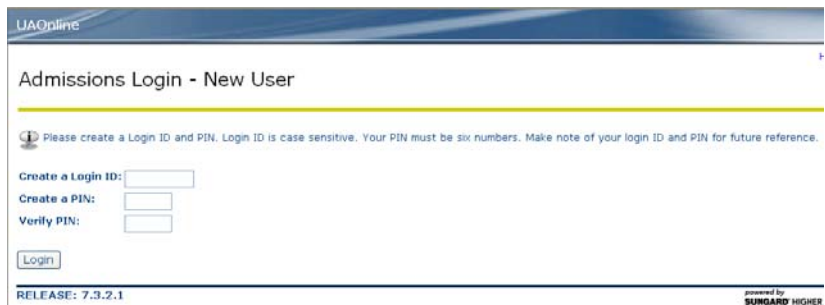 UAOnline
H
Admissions Login - New User
Please create a Login ID and PIN. Login ID is case sensitive. Your PIN must be six numbers. Make note of your login ID and PIN for future reference.
Create a Login ID:
Create a PIN:
Verify PIN:
Login
RELEASE: 7.3.2.1
powered by
SUNGARD HIGHER